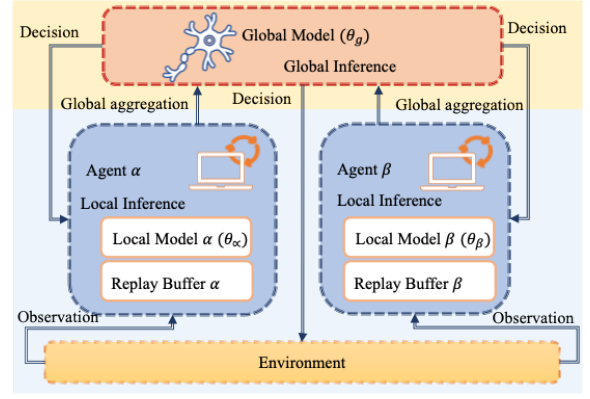 Decision
Global Model (θg)
Decision
Global Inference
Global aggregation
Decision
Global aggregation
Agent α
Local Inference
Local Model α (θ∝)
Replay Buffer α
Agent β
Local Inference
Local Model β (θβ)
Replay Buffer β
Observation
Observation
Environment